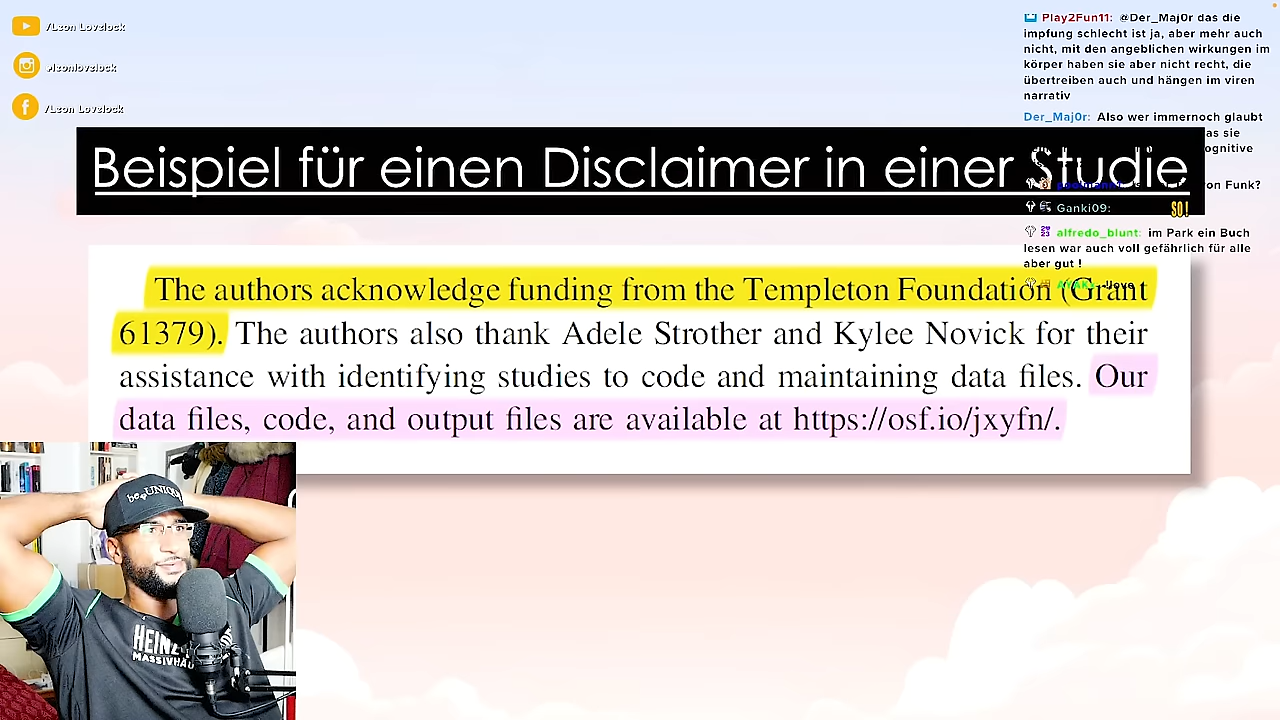 /Leon Lovelock
/leonlovelock
/Leon Lovelock
Beispiel für einen Disclaimer in einer Studie
The authors acknowledge funding from the Templeton Foundation (Grant
61379). The authors also thank Adele Strother and Kylee Novick for their
assistance with identifying studies to code and maintaining data files. Our
data files, code, and output files are available at https://osf.io/jxyfn/.
Play2Fun11: @Der_Maj0r das die
impfung schlecht ist ja, aber mehr auch
nicht, mit den angeblichen wirkungen im
körper haben sie aber nicht recht, die
übertreiben auch und hängen im viren
narrativ
Der_Maj0r: Also wer immernoch glaubt
as sie
ognitive
on Funk?
Ganki09: SO!
alfredo_blunt: im Park ein Buch
lesen war auch voll gefährlich für alle
aber gut !
be UNIQUE
HEINZ
MASSIVHAUS